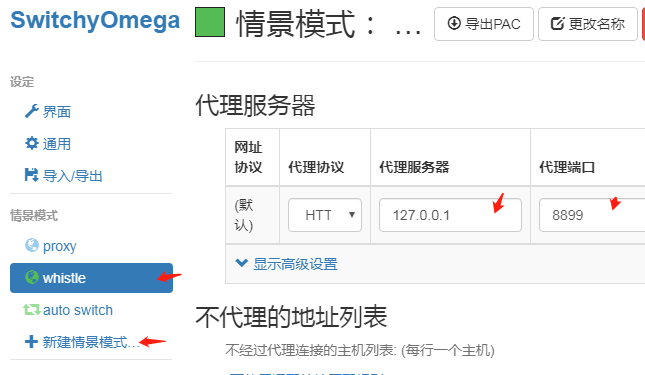 SwitchyOmega
设定
界面
通用
导入/导出
情景模式
proxy
whistle
auto switch
新建情景模式…
情景模式： …
导出PAC
更改名称
代理服务器
网址协议 代理协议 代理服务器 代理端口
(默认) HTT 127.0.0.1 8899
显示高级设置
不代理的地址列表
不经过代理连接的主机列表: (每行一个主机)